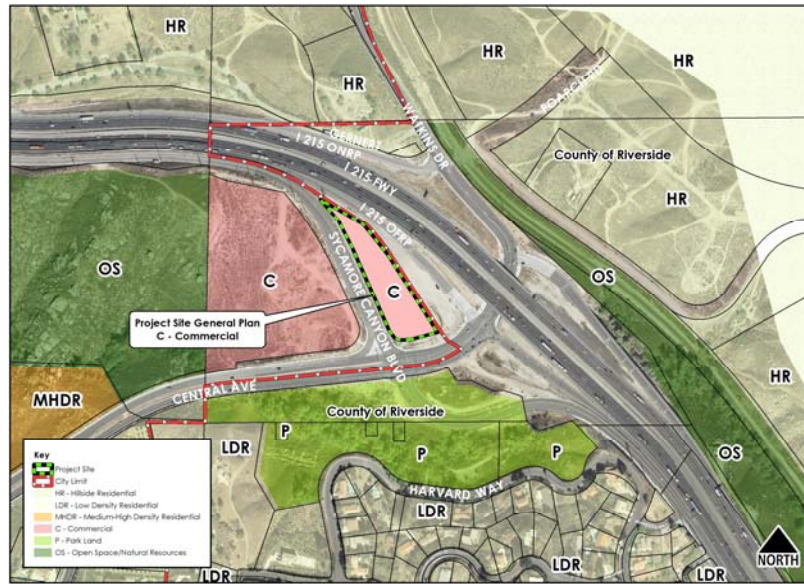 HR
HR
HR
HR
GERNERT
I 215 ONRP
WATKINS DR
POARCH RD
County of Riverside
I 215 FWY
I 215 OFRP
HR
OS
C
SYCAMORE CANYON BLVD
C
OS
Project Site General Plan
C - Commercial
MHDR
CENTRAL AVE
County of Riverside
HR
LDR
P
P
P
OS
HARVARD WAY
LDR
LDR
LDR
LDR
LDR
Key
Project Site
City Limit
HR - Hillside Residential
LDR - Low Density Residential
MHDR - Medium-High Density Residential
C - Commercial
P - Park Land
OS - Open Space/Natural Resources
NORTH